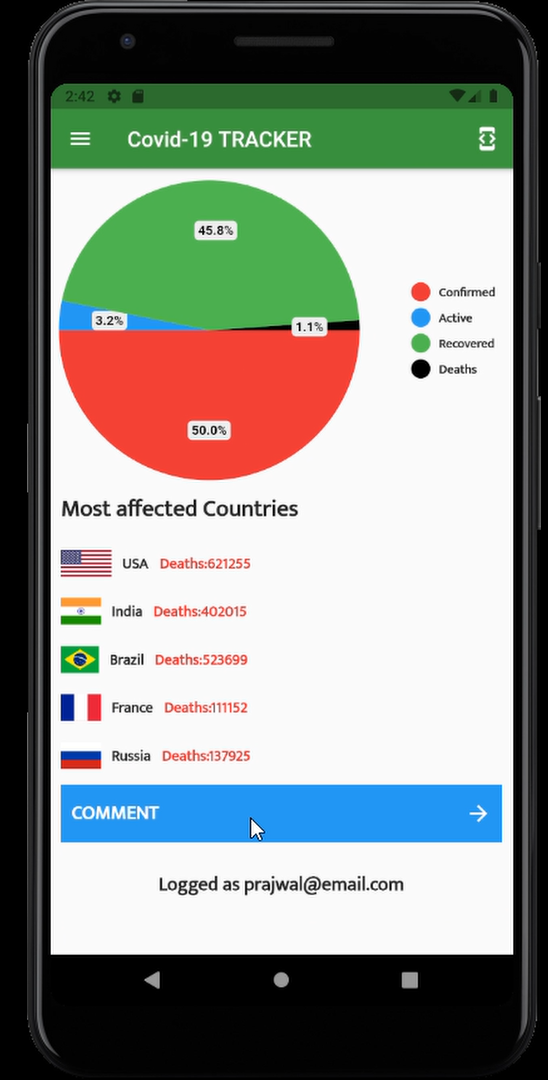 2:42
Covid-19 TRACKER
45.8%
3.2%
1.1%
50.0%
Confirmed
Active
Recovered
Deaths
Most affected Countries
USA Deaths:621255
India Deaths:402015
Brazil Deaths:523699
France Deaths:111152
Russia Deaths:137925
COMMENT
Logged as prajwal@email.com